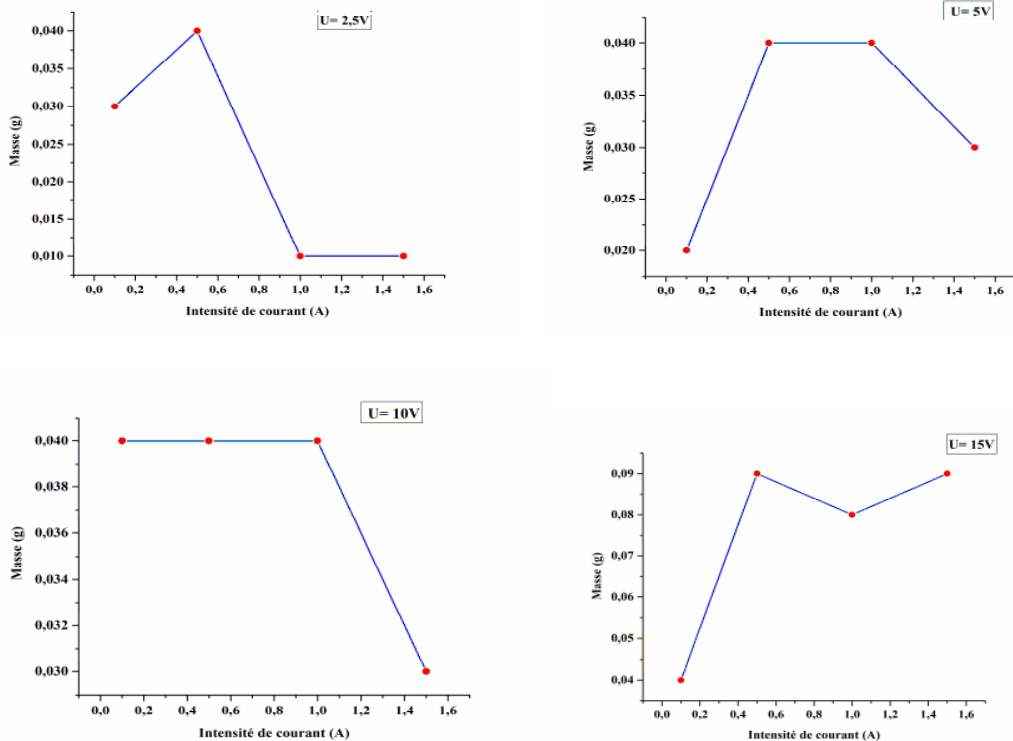 U= 2,5V
0,040
0,035
0,030
0,025
0,020
0,015
0,010
Masse (g)
0,0 0,2 0,4 0,6 0,8 1,0 1,2 1,4 1,6
Intensité de courant (A)
U= 5V
0,040
0,035
0,030
0,025
0,020
Masse (g)
0,0 0,2 0,4 0,6 0,8 1,0 1,2 1,4 1,6
Intensité de courant (A)
U= 10V
0,040
0,038
0,036
0,034
0,032
0,030
Masse (g)
0,0 0,2 0,4 0,6 0,8 1,0 1,2 1,4 1,6
Intensité de courant (A)
U= 15V
0,09
0,08
0,07
0,06
0,05
0,04
Masse (g)
0,0 0,2 0,4 0,6 0,8 1,0 1,2 1,4 1,6
Intensité de courant (A)